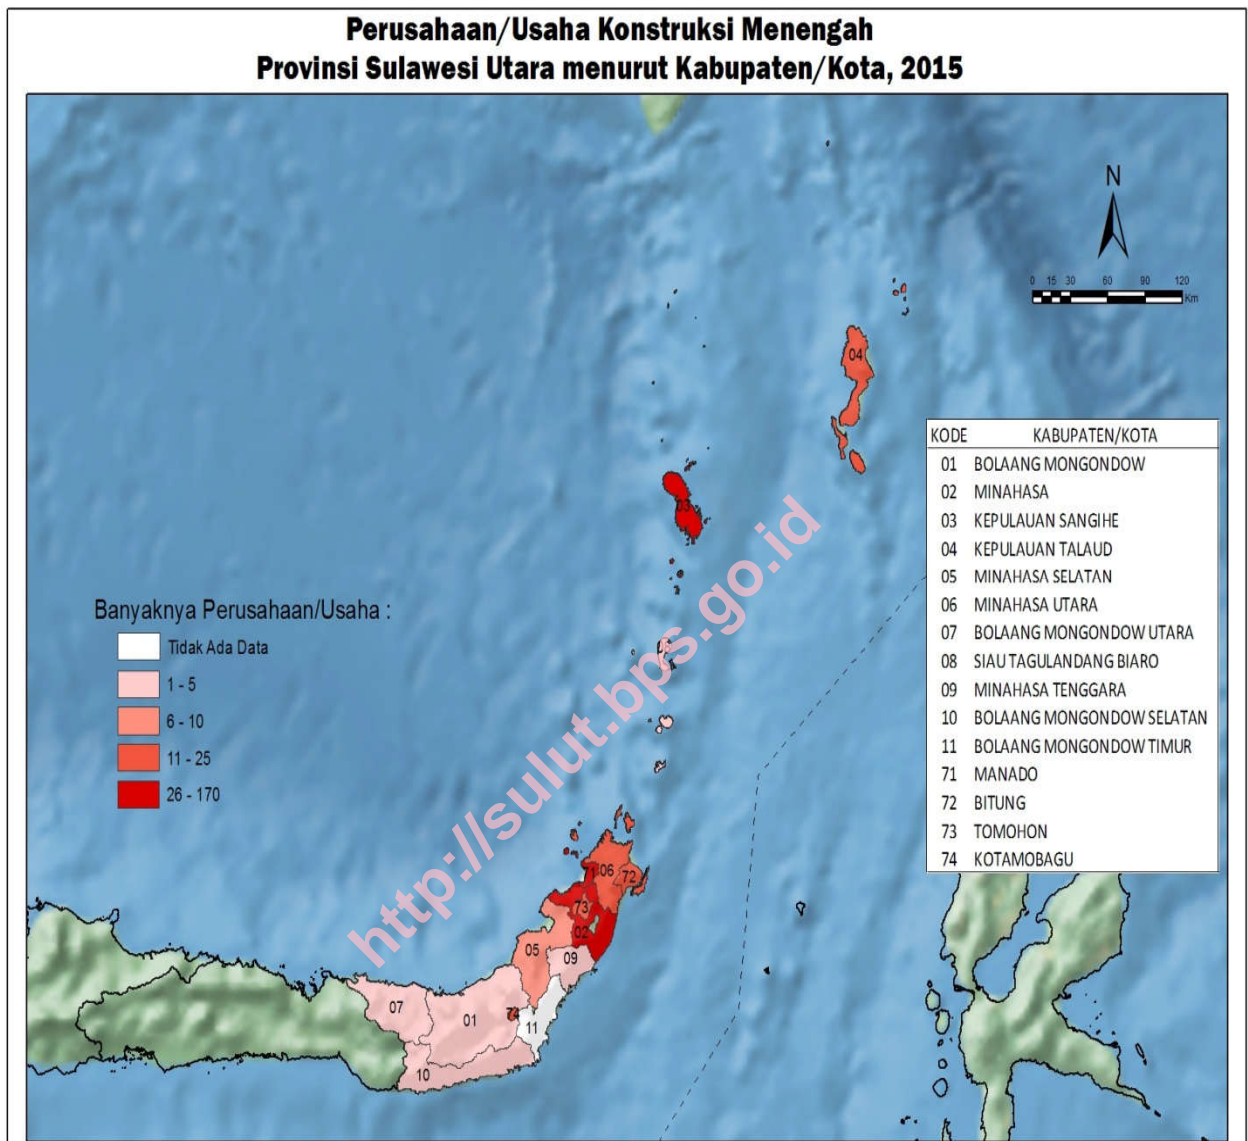 Perusahaan/Usaha Konstruksi Menengah
Provinsi Sulawesi Utara menurut Kabupaten/Kota, 2015
N
0 15 30 60 90 120
Km
04
KODE KABUPATEN/KOTA
01 BOLAANG MONGONDOW
02 MINAHASA
03 KEPULAUAN SANGIHE
04 KEPULAUAN TALAUD
05 MINAHASA SELATAN
06 MINAHASA UTARA
07 BOLAANG MONGONDOW UTARA
08 SIAU TAGULANDANG BIARO
09 MINAHASA TENGGARA
10 BOLAANG MONGONDOW SELATAN
11 BOLAANG MONGONDOW TIMUR
71 MANADO
72 BITUNG
73 TOMOHON
74 KOTAMOBAGU
03
Banyaknya Perusahaan/Usaha :
Tidak Ada Data
1 - 5
6 - 10
11 - 25
26 - 170
http://sulut.bps.go.id
71
06
72
73
02
05
09
07
01
74
11
10